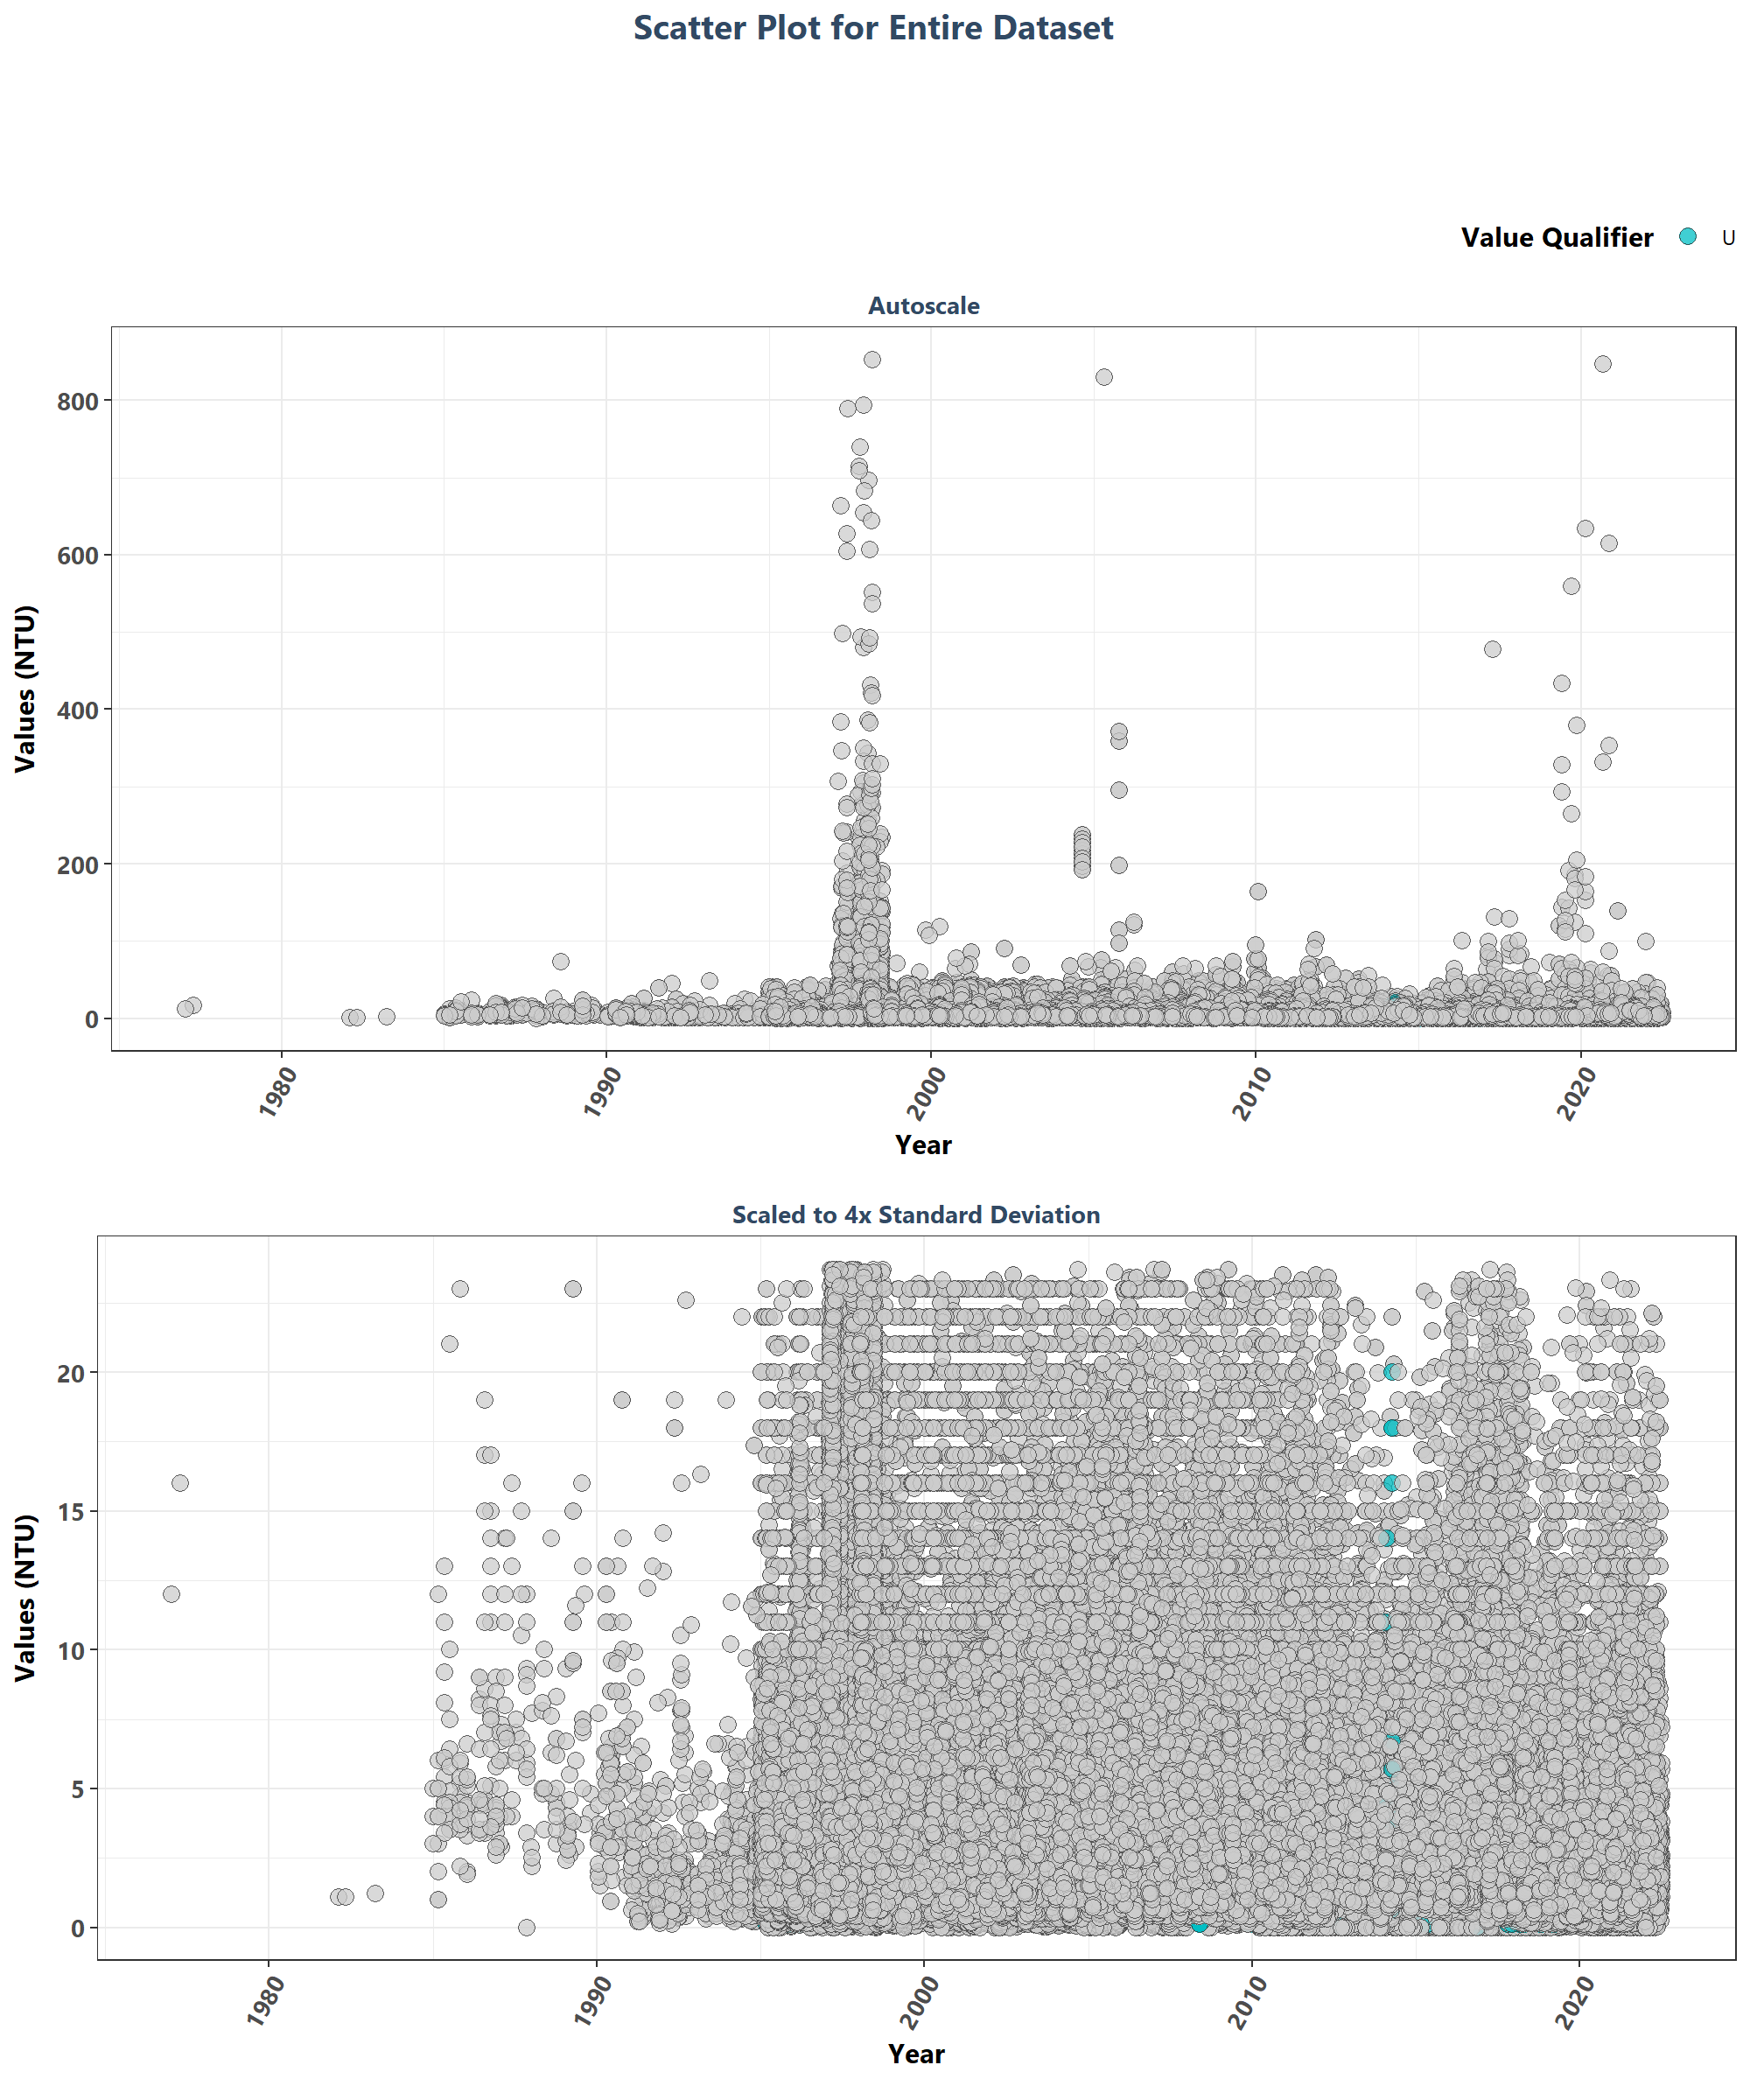 Scatter Plot for Entire Dataset
Value Qualifier U
Autoscale
Values (NTU)
800
600
400
200
0
1980 1990 2000 2010 2020
Year
Scaled to 4x Standard Deviation
Values (NTU)
20
15
10
5
0
1980 1990 2000 2010 2020
Year